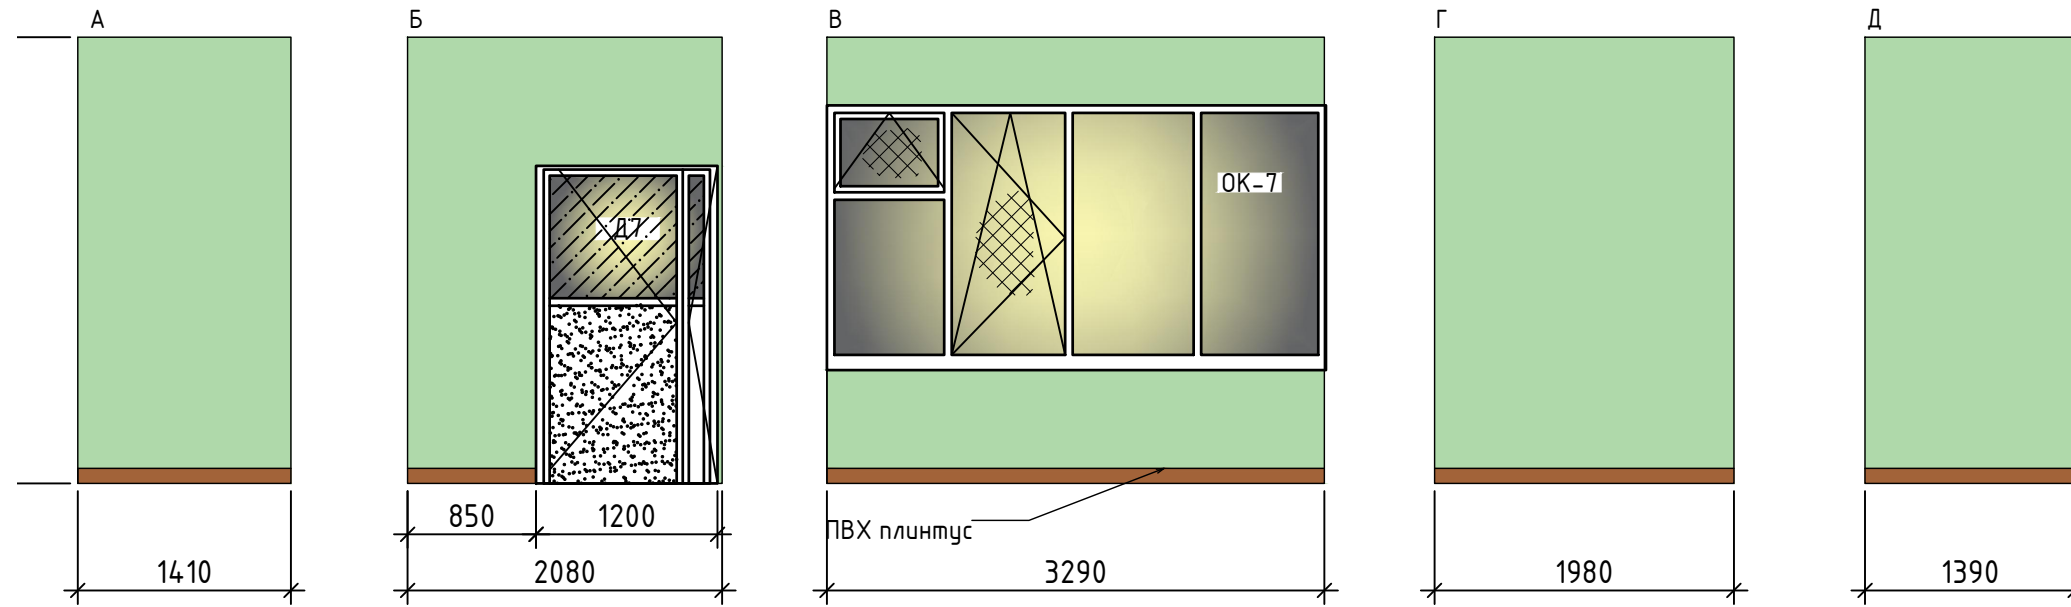 А
Б
В
Г
Д
Д7
ОК-7
850
1200
ПВХ плинтус
1410
2080
3290
1980
1390